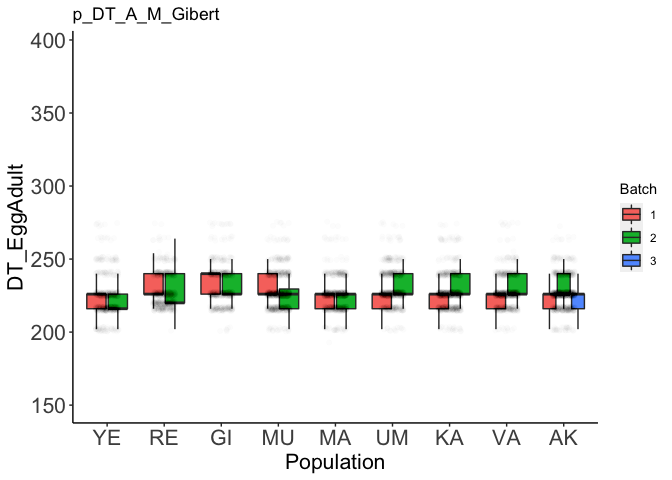 p_DT_A_M_Gibert
400
350
300
250
200
150
DT_EggAdult
YE RE GI MU MA UM KA VA AK
Population
Batch
1
2
3